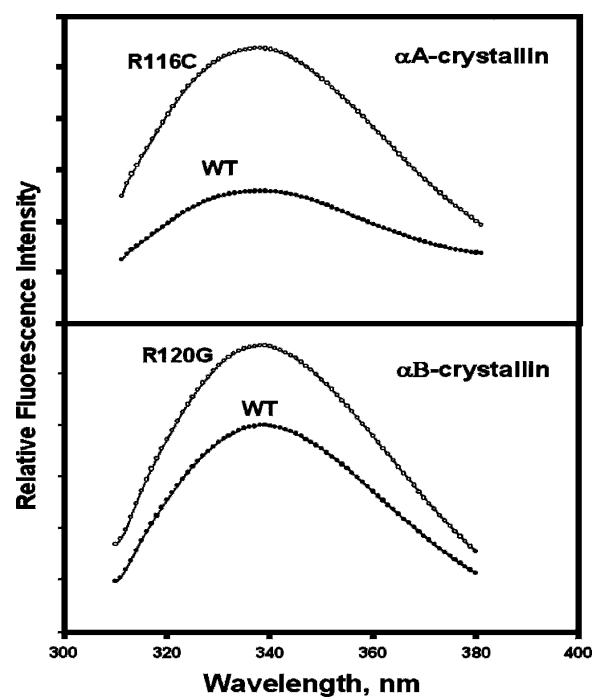 R116C
αA-crystallin
WT
Relative Fluorescence Intensity
R120G
αB-crystallin
WT
300 320 340 360 380 400
Wavelength, nm